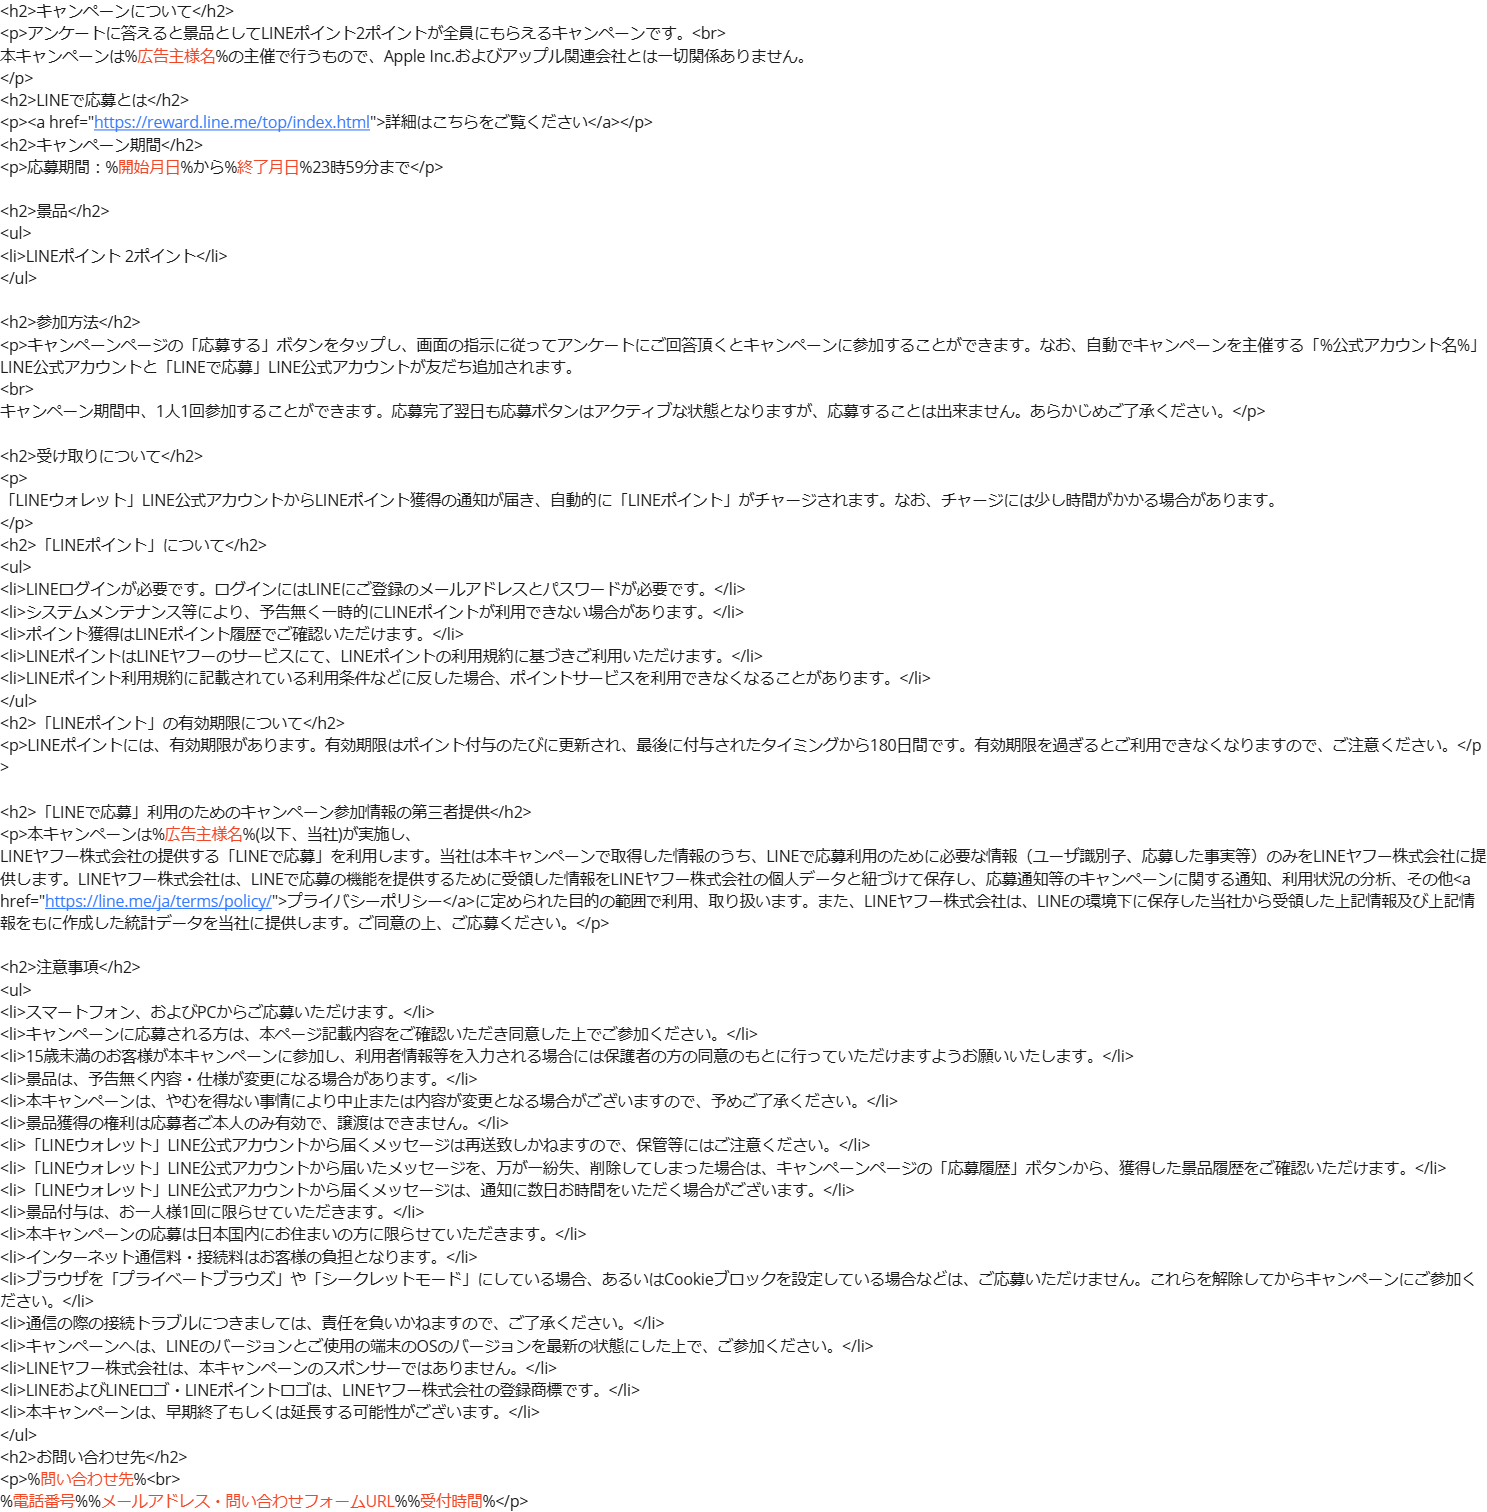 <h2>キャンペーンについて</h2>
<p>アンケートに答えると景品としてLINEポイント2ポイントが全員にもらえるキャンペーンです。<br>
本キャンペーンは%広告主様名%の主催で行うもので、Apple Inc.およびアップル関連会社とは一切関係ありません。
</p>
<h2>LINEで応募とは</h2>
<p><a href="https://reward.line.me/top/index.html">詳細はこちらをご覧ください</a></p>
<h2>キャンペーン期間</h2>
<p>応募期間：%開始月日%から%終了月日%23時59分まで</p>

<h2>景品</h2>
<ul>
<li>LINEポイント 2ポイント</li>
</ul>

<h2>参加方法</h2>
<p>キャンペーンページの「応募する」ボタンをタップし、画面の指示に従ってアンケートにご回答頂くとキャンペーンに参加することができます。なお、自動でキャンペーンを主催する「%公式アカウント名%」
LINE公式アカウントと「LINEで応募」LINE公式アカウントが友だち追加されます。
<br>
キャンペーン期間中、1人1回参加することができます。応募完了翌日も応募ボタンはアクティブな状態となりますが、応募することは出来ません。あらかじめご了承ください。</p>

<h2>受け取りについて</h2>
<p>
「LINEウォレット」LINE公式アカウントからLINEポイント獲得の通知が届き、自動的に「LINEポイント」がチャージされます。なお、チャージには少し時間がかかる場合があります。
</p>
<h2>「LINEポイント」について</h2>
<ul>
<li>LINEログインが必要です。ログインにはLINEにご登録のメールアドレスとパスワードが必要です。</li>
<li>システムメンテナンス等により、予告無く一時的にLINEポイントが利用できない場合があります。</li>
<li>ポイント獲得はLINEポイント履歴でご確認いただけます。</li>
<li>LINEポイントはLINEヤフーのサービスにて、LINEポイントの利用規約に基づきご利用いただけます。</li>
<li>LINEポイント利用規約に記載されている利用条件などに反した場合、ポイントサービスを利用できなくなることがあります。</li>
</ul>
<h2>「LINEポイント」の有効期限について</h2>
<p>LINEポイントには、有効期限があります。有効期限はポイント付与のたびに更新され、最後に付与されたタイミングから180日間です。有効期限を過ぎるとご利用できなくなりますので、ご注意ください。</p
>

<h2>「LINEで応募」利用のためのキャンペーン参加情報の第三者提供</h2>
<p>本キャンペーンは%広告主様名%(以下、当社)が実施し、
LINEヤフー株式会社の提供する「LINEで応募」を利用します。当社は本キャンペーンで取得した情報のうち、LINEで応募利用のために必要な情報（ユーザ識別子、応募した事実等）のみをLINEヤフー株式会社に提
供します。LINEヤフー株式会社は、LINEで応募の機能を提供するために受領した情報をLINEヤフー株式会社の個人データと紐づけて保存し、応募通知等のキャンペーンに関する通知、利用状況の分析、その他<a
href="https://line.me/ja/terms/policy/">プライバシーポリシー</a>に定められた目的の範囲で利用、取り扱います。また、LINEヤフー株式会社は、LINEの環境下に保存した当社から受領した上記情報及び上記情
報をもに作成した統計データを当社に提供します。ご同意の上、ご応募ください。</p>

<h2>注意事項</h2>
<ul>
<li>スマートフォン、およびPCからご応募いただけます。</li>
<li>キャンペーンに応募される方は、本ページ記載内容をご確認いただき同意した上でご参加ください。</li>
<li>15歳未満のお客様が本キャンペーンに参加し、利用者情報等を入力される場合には保護者の方の同意のもとに行っていただけますようお願いいたします。</li>
<li>景品は、予告無く内容・仕様が変更になる場合があります。</li>
<li>本キャンペーンは、やむを得ない事情により中止または内容が変更となる場合がございますので、予めご了承ください。</li>
<li>景品獲得の権利は応募者ご本人のみ有効で、譲渡はできません。</li>
<li>「LINEウォレット」LINE公式アカウントから届くメッセージは再送致しかねますので、保管等にはご注意ください。</li>
<li>「LINEウォレット」LINE公式アカウントから届いたメッセージを、万が一紛失、削除してしまった場合は、キャンペーンページの「応募履歴」ボタンから、獲得した景品履歴をご確認いただけます。</li>
<li>「LINEウォレット」LINE公式アカウントから届くメッセージは、通知に数日お時間をいただく場合がございます。</li>
<li>景品付与は、お一人様1回に限らせていただきます。</li>
<li>本キャンペーンの応募は日本国内にお住まいの方に限らせていただきます。</li>
<li>インターネット通信料・接続料はお客様の負担となります。</li>
<li>ブラウザを「プライベートブラウズ」や「シークレットモード」にしている場合、あるいはCookieブロックを設定している場合などは、ご応募いただけません。これらを解除してからキャンペーンにご参加く
ださい。</li>
<li>通信の際の接続トラブルにつきましては、責任を負いかねますので、ご了承ください。</li>
<li>キャンペーンへは、LINEのバージョンとご使用の端末のOSのバージョンを最新の状態にした上で、ご参加ください。</li>
<li>LINEヤフー株式会社は、本キャンペーンのスポンサーではありません。</li>
<li>LINEおよびLINEロゴ・LINEポイントロゴは、LINEヤフー株式会社の登録商標です。</li>
<li>本キャンペーンは、早期終了もしくは延長する可能性がございます。</li>
</ul>
<h2>お問い合わせ先</h2>
<p>%問い合わせ先%<br>
%電話番号%%メールアドレス・問い合わせフォームURL%%受付時間%</p>